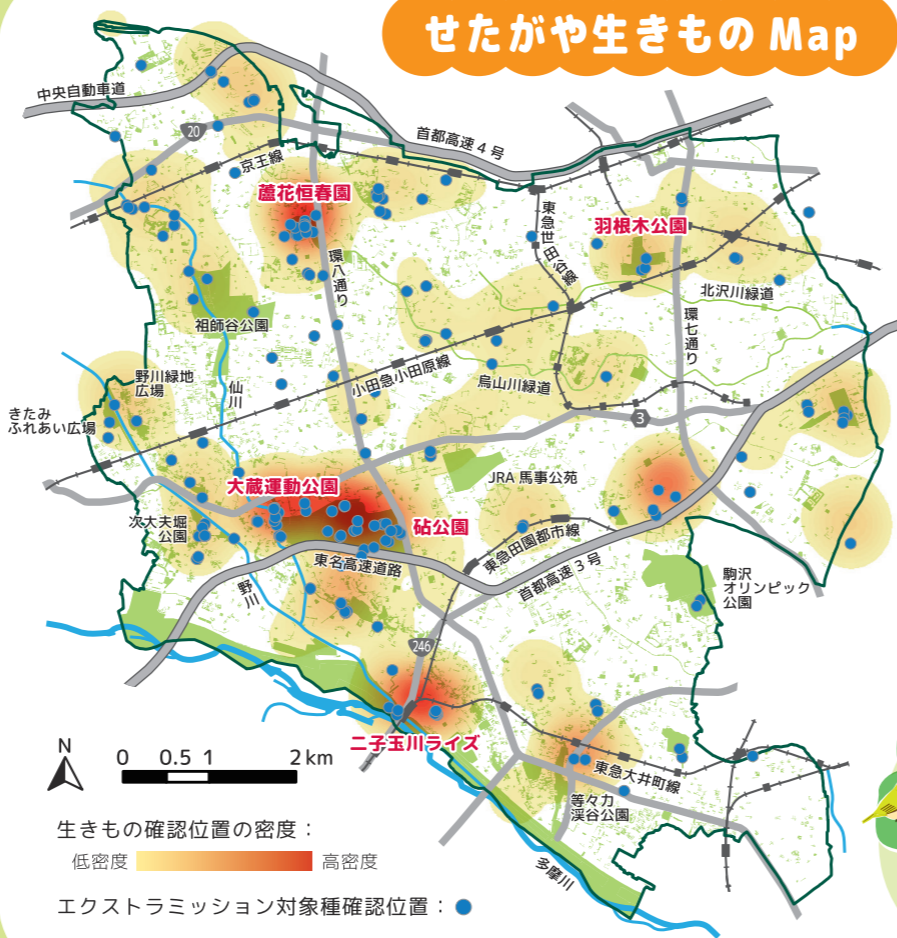 せたがや生きものMap
中央自動車道
20
京王線
首都高速4号
蘆花恒春園
東急世田谷線
羽根木公園
環八通り
北沢川緑道
祖師谷公園
環七通り
野川緑地
広場
仙川
小田急小田原線
烏山川緑道
きたみ
ふれあい広場
3
大蔵運動公園
JRA 馬事公苑
次大夫堀
公園
砧公園
東急田園都市線
東名高速道路
首都高速3号
野川
駒沢
オリンピック
公園
246
二子玉川ライズ
東急大井町線
等々力
渓谷公園
多摩川
N
0 0.5 1 2 km
生きもの確認位置の密度：
低密度 高密度
エクストラミッション対象種確認位置：